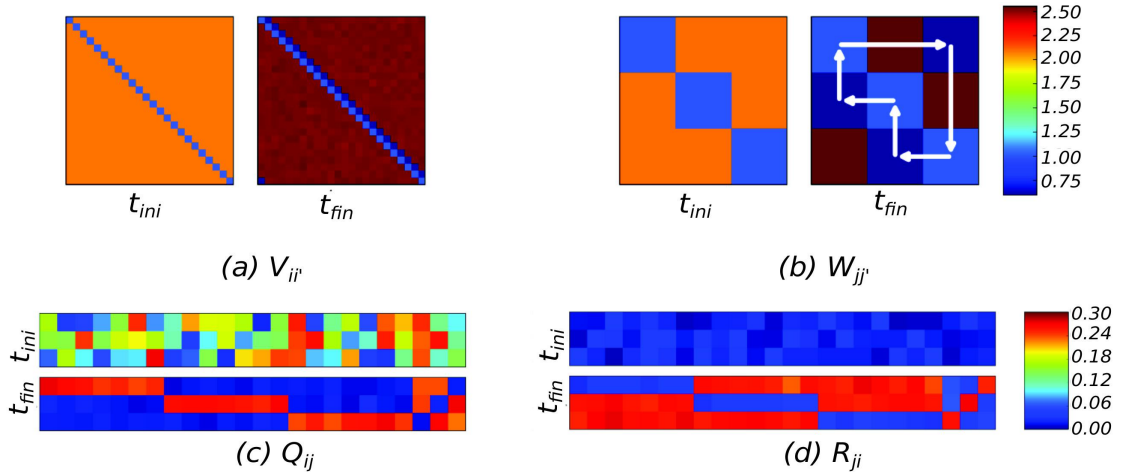 2.50
2.25
2.00
1.75
1.50
1.25
1.00
0.75
t_ini t_fin t_ini t_fin
(a) V_ii' (b) W_jj'
t_ini t_ini
t_fin t_fin
0.30
0.24
0.18
0.12
0.06
0.00
(c) Q_ij (d) R_ji